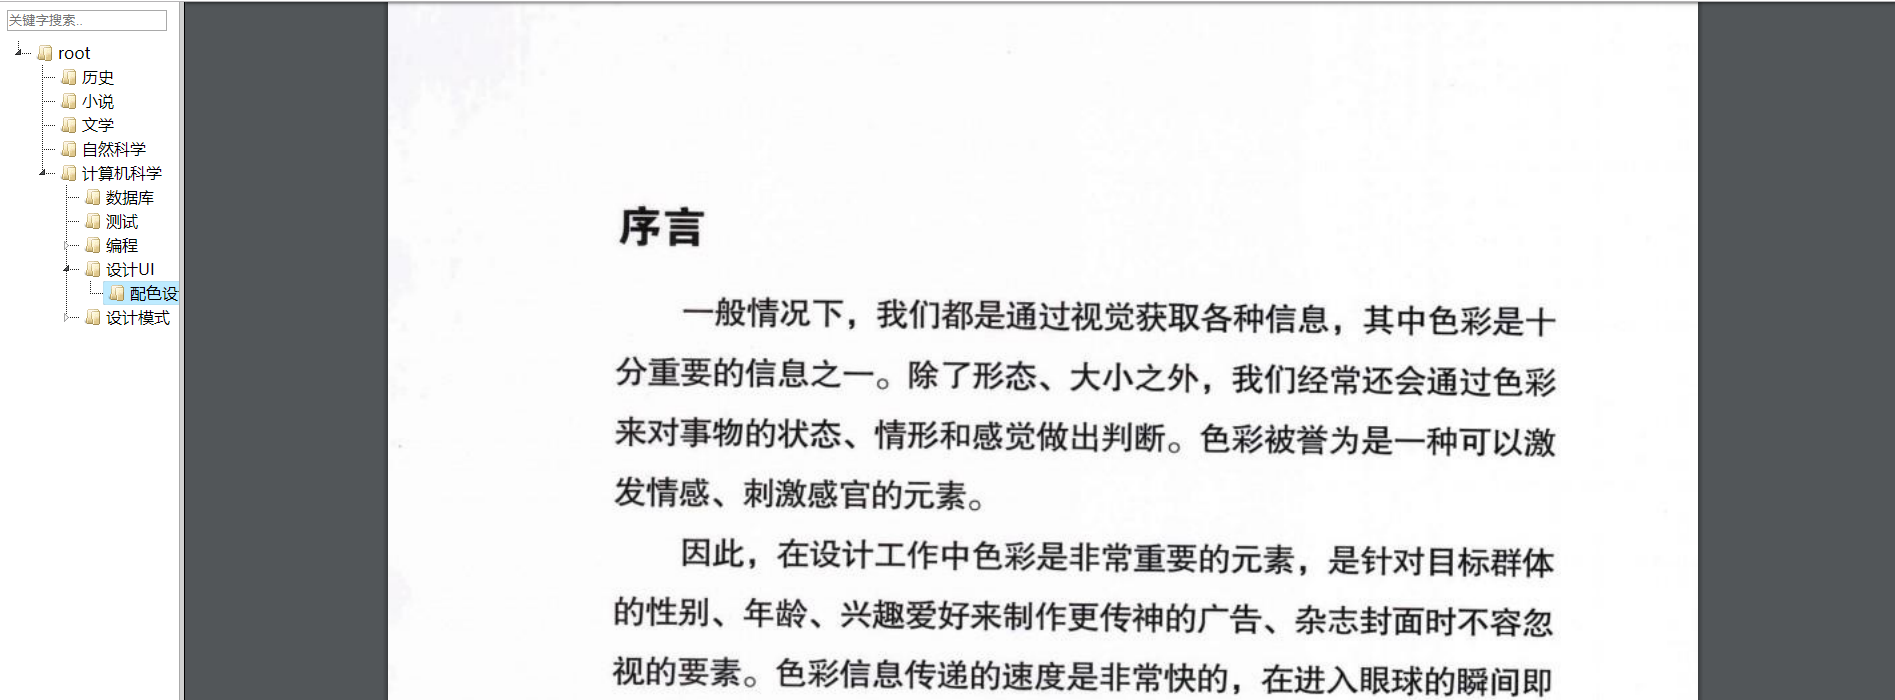 关键字搜索..
root
历史
小说
文学
自然科学
计算机科学
数据库
测试
编程
设计UI
配色设
设计模式
序言
一般情况下，我们都是通过视觉获取各种信息，其中色彩是十
分重要的信息之一。除了形态、大小之外，我们经常还会通过色彩
来对事物的状态、情形和感觉做出判断。色彩被誉为是一种可以激
发情感、刺激感官的元素。
因此，在设计工作中色彩是非常重要的元素，是针对目标群体
的性别、年龄、兴趣爱好来制作更传神的广告、杂志封面时不容忽
视的要素。色彩信息传递的速度是非常快的，在进入眼球的瞬间即